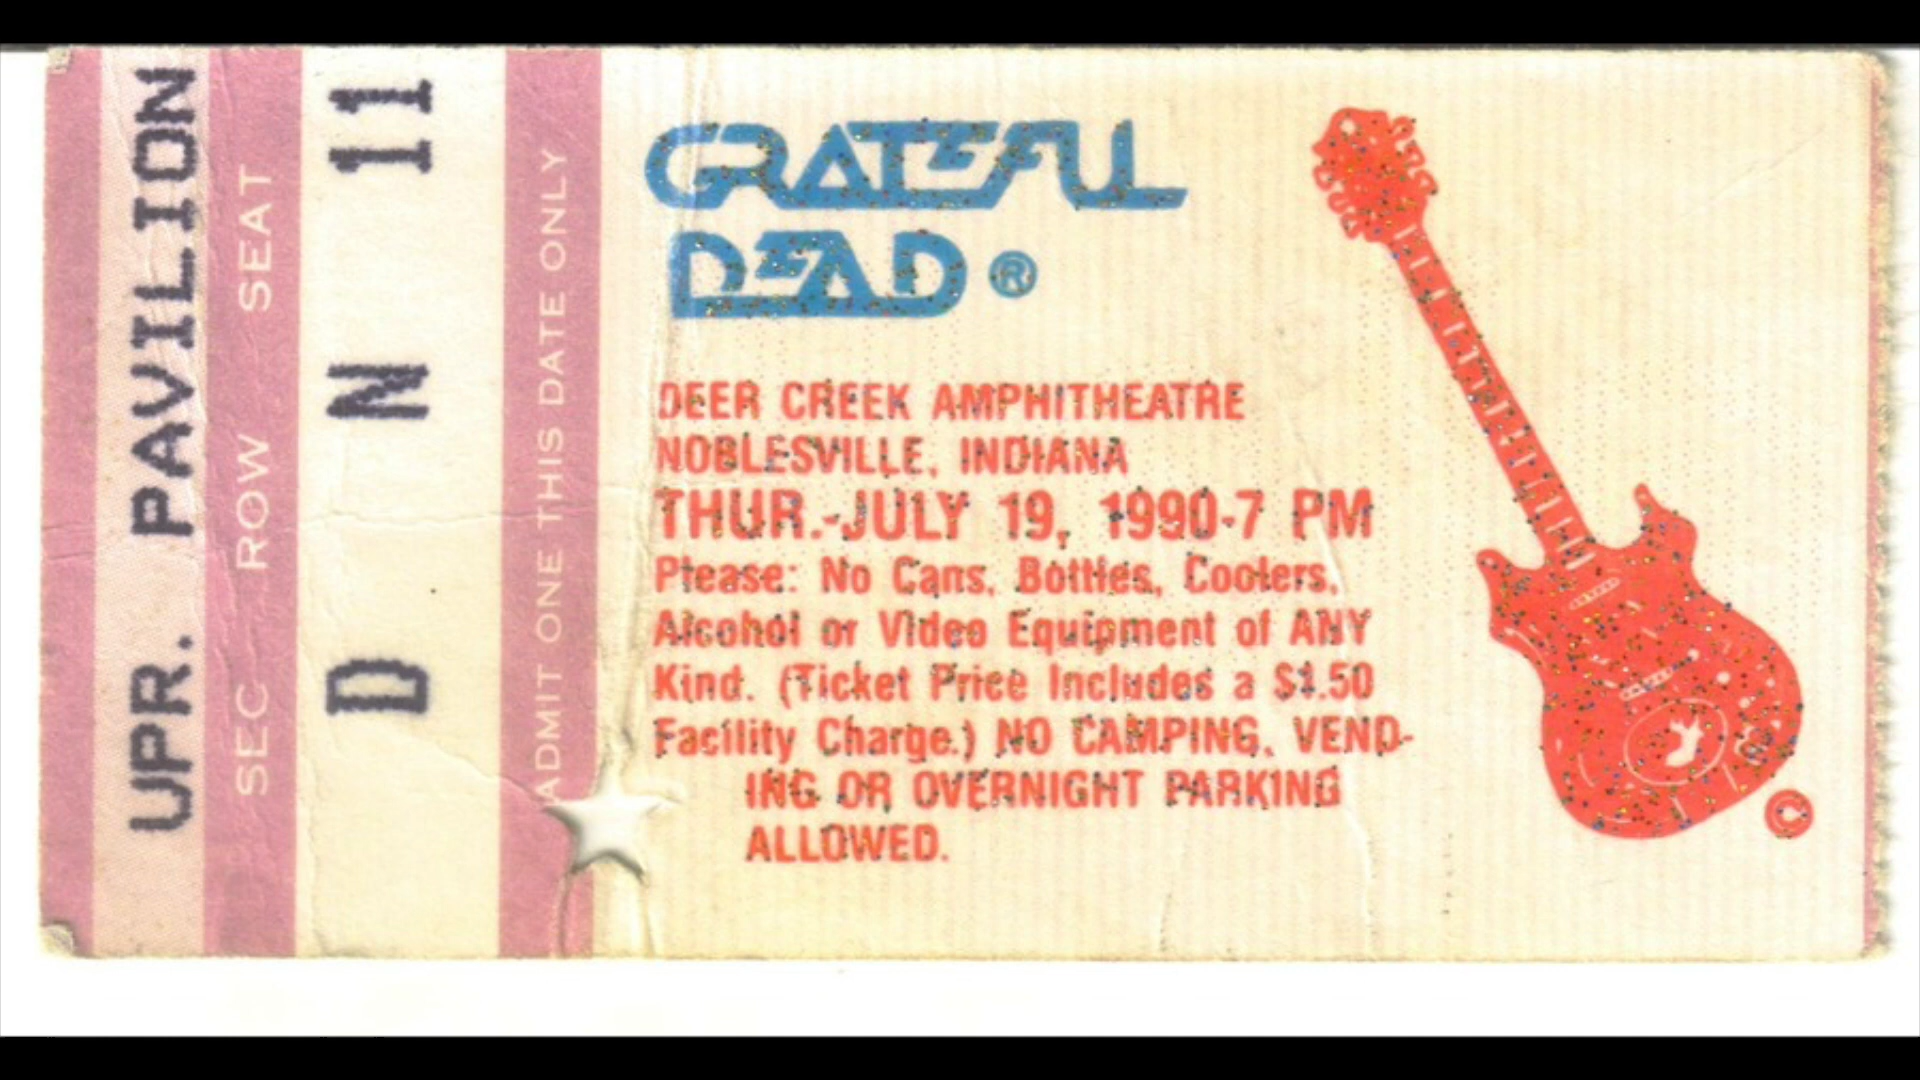 UPR. PAVILION
SEC ROW SEAT
D N 11
ADMIT ONE THIS DATE ONLY
GRATEFUL
DEAD ®
DEER CREEK AMPHITHEATRE
NOBLESVILLE, INDIANA
THUR.-JULY 19, 1990-7 PM
Please: No Cans, Bottles, Coolers,
Alcohol or Video Equipment of ANY
Kind. (Ticket Price Includes a $1.50
Facility Charge.) NO CAMPING, VEND-
ING OR OVERNIGHT PARKING
ALLOWED.
©